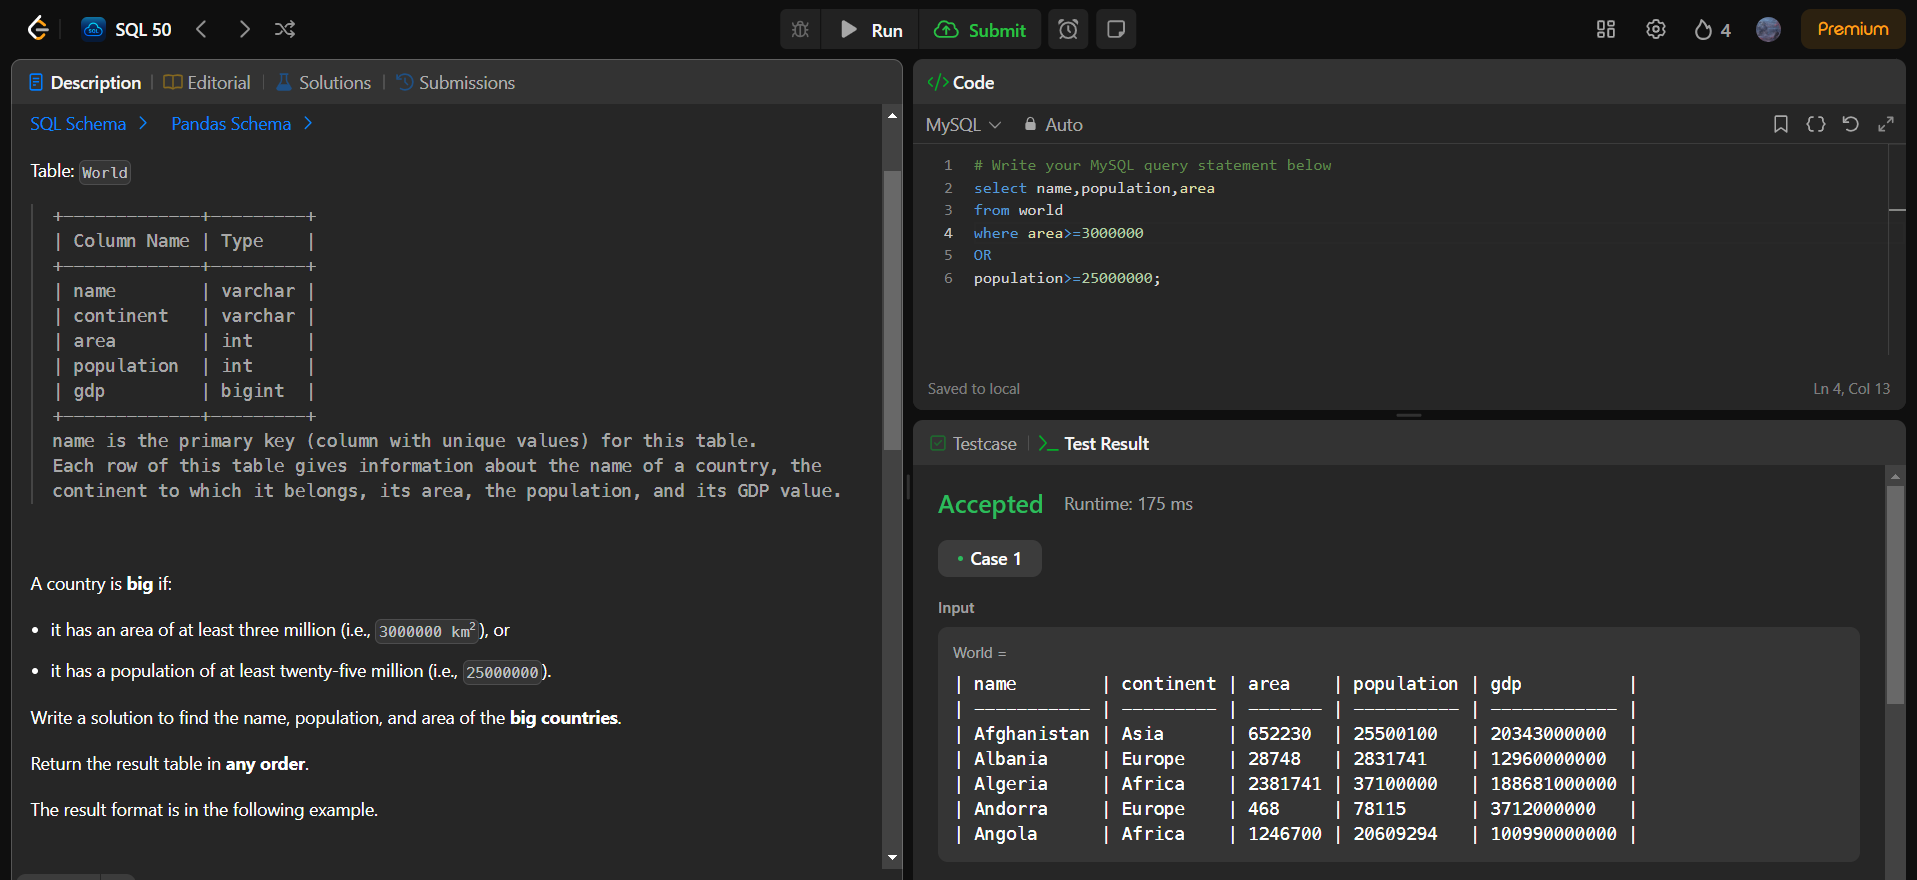 SQL 50
Run
Submit
4
Premium
Description
Editorial
Solutions
Submissions
SQL Schema
Pandas Schema
Table: World
+-------------+---------+
| Column Name | Type    |
+-------------+---------+
| name        | varchar |
| continent   | varchar |
| area        | int     |
| population  | int     |
| gdp         | bigint  |
+-------------+---------+
name is the primary key (column with unique values) for this table.
Each row of this table gives information about the name of a country, the
continent to which it belongs, its area, the population, and its GDP value.
A country is big if:
• it has an area of at least three million (i.e., 3000000 km²), or
• it has a population of at least twenty-five million (i.e., 25000000).
Write a solution to find the name, population, and area of the big countries.
Return the result table in any order.
The result format is in the following example.
</> Code
MySQL
Auto
1 # Write your MySQL query statement below
2 select name,population,area
3 from world
4 where area>=3000000
5 OR
6 population>=25000000;
Saved to local
Ln 4, Col 13
Testcase
>_ Test Result
Accepted
Runtime: 175 ms
• Case 1
Input
World =
| name        | continent | area    | population | gdp          |
| ----------- | --------- | ------- | ---------- | ------------ |
| Afghanistan | Asia      | 652230  | 25500100   | 20343000000  |
| Albania     | Europe    | 28748   | 2831741    | 12960000000  |
| Algeria     | Africa    | 2381741 | 37100000   | 188681000000 |
| Andorra     | Europe    | 468     | 78115      | 3712000000   |
| Angola      | Africa    | 1246700 | 20609294   | 100990000000 |